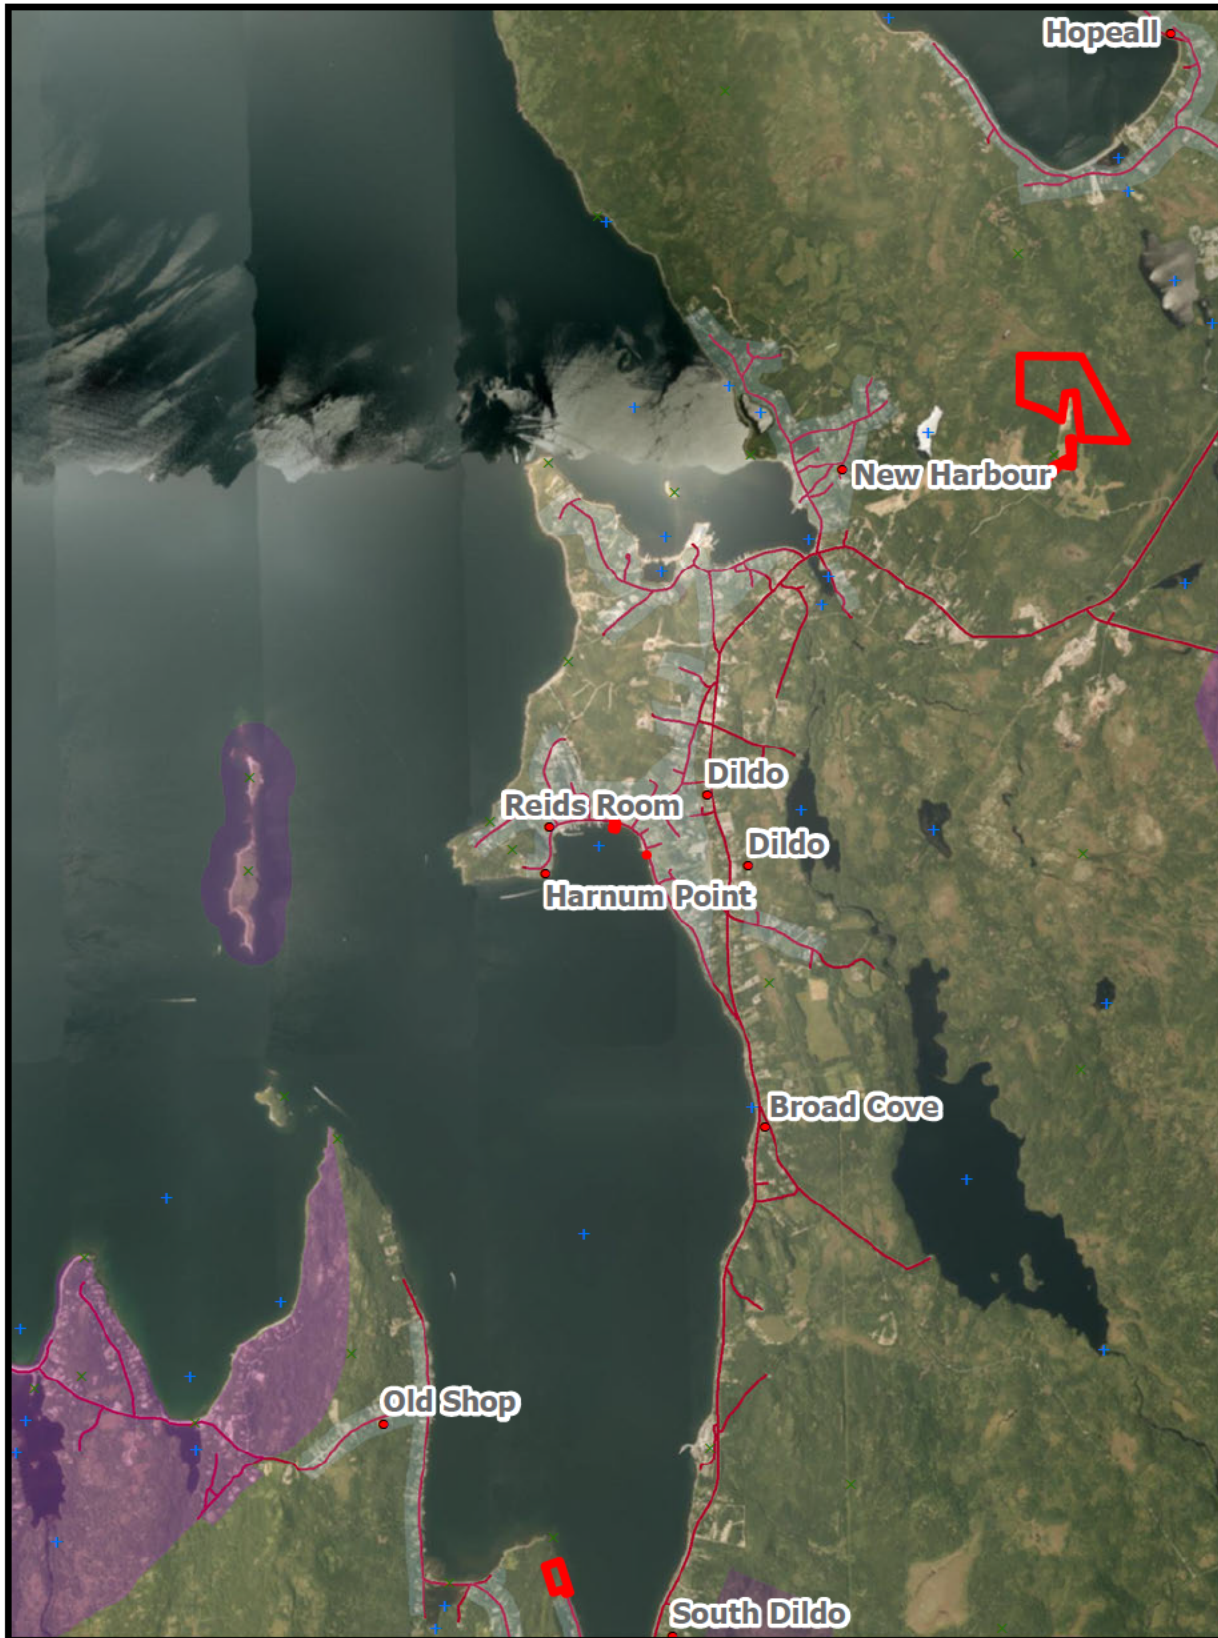 Hopeall
New Harbour
Dildo
Reids Room
Dildo
Harnum Point
Broad Cove
Old Shop
South Dildo